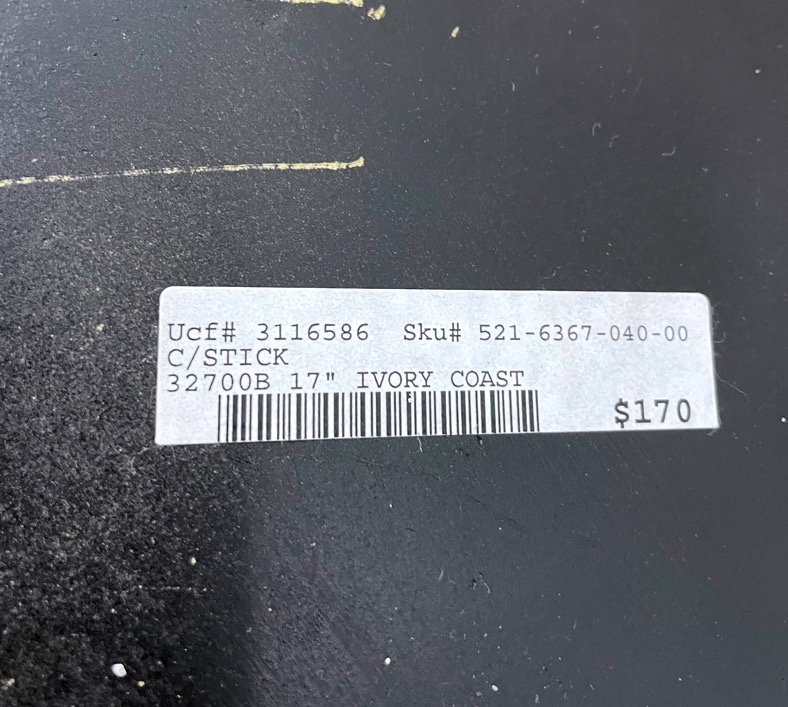 Ucf# 3116586 Sku# 521-6367-040-00
C/STICK
32700B 17" IVORY COAST
$170